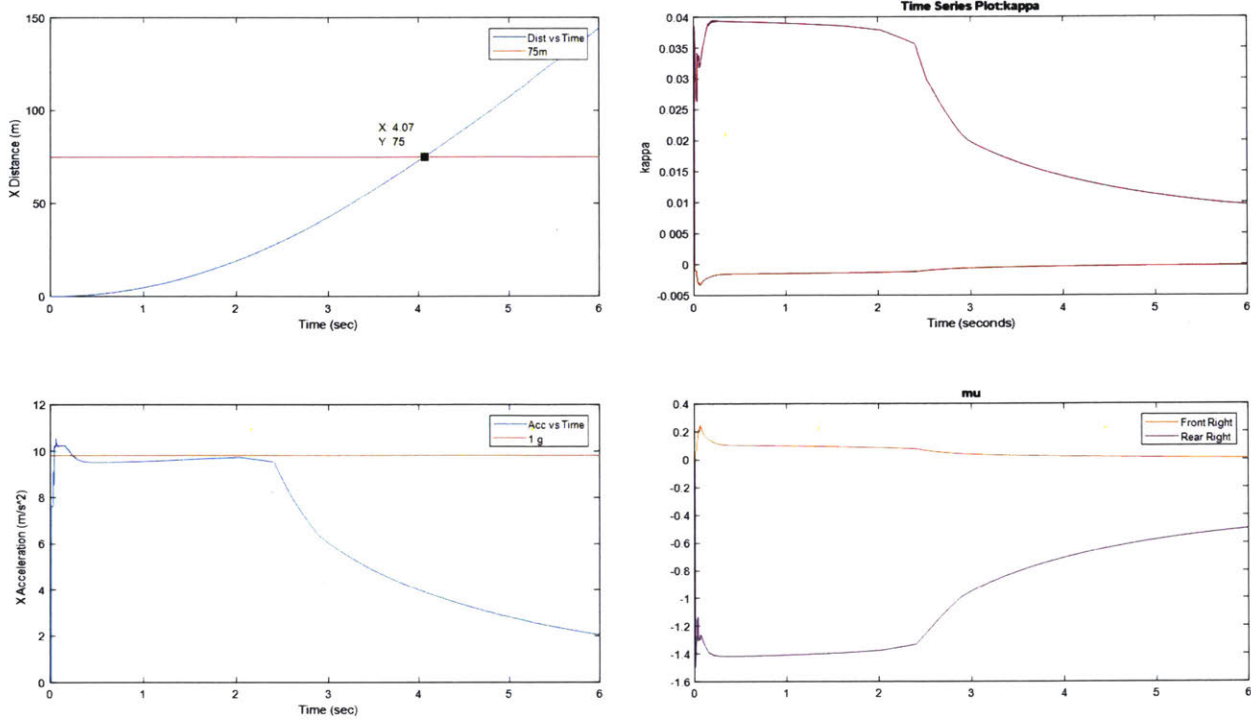 150
100
50
0
X Distance (m)
Dist vs Time
75m
X: 4.07
Y 75
0 1 2 3 4 5 6
Time (sec)
Time Series Plot:kappa
0.04
0.035
0.03
0.025
0.02
0.015
0.01
0 005
0
-0.005
kappa
0 1 2 3 4 5 6
Time (seconds)
12
10
8
6
4
2
0
X Acceleration (m/s^2)
Acc vs Time
1 g
0 1 2 3 4 5 6
Time (sec)
mu
0.4
0.2
0
-0.2
-0.4
-0.6
-0.8
-1
-1.2
-1.4
-1.6
Front Right
Rear Right
0 1 2 3 4 5 6